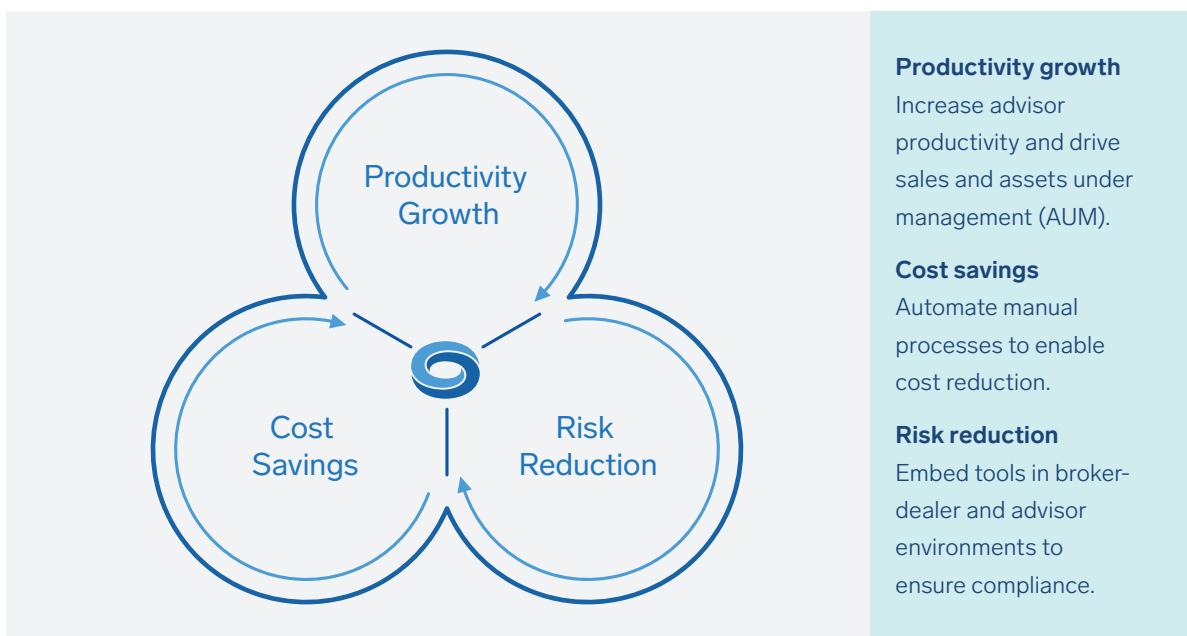 Productivity
Growth
Cost
Savings
Risk
Reduction
Productivity growth
Increase advisor
productivity and drive
sales and assets under
management (AUM).
Cost savings
Automate manual
processes to enable
cost reduction.
Risk reduction
Embed tools in broker-
dealer and advisor
environments to
ensure compliance.